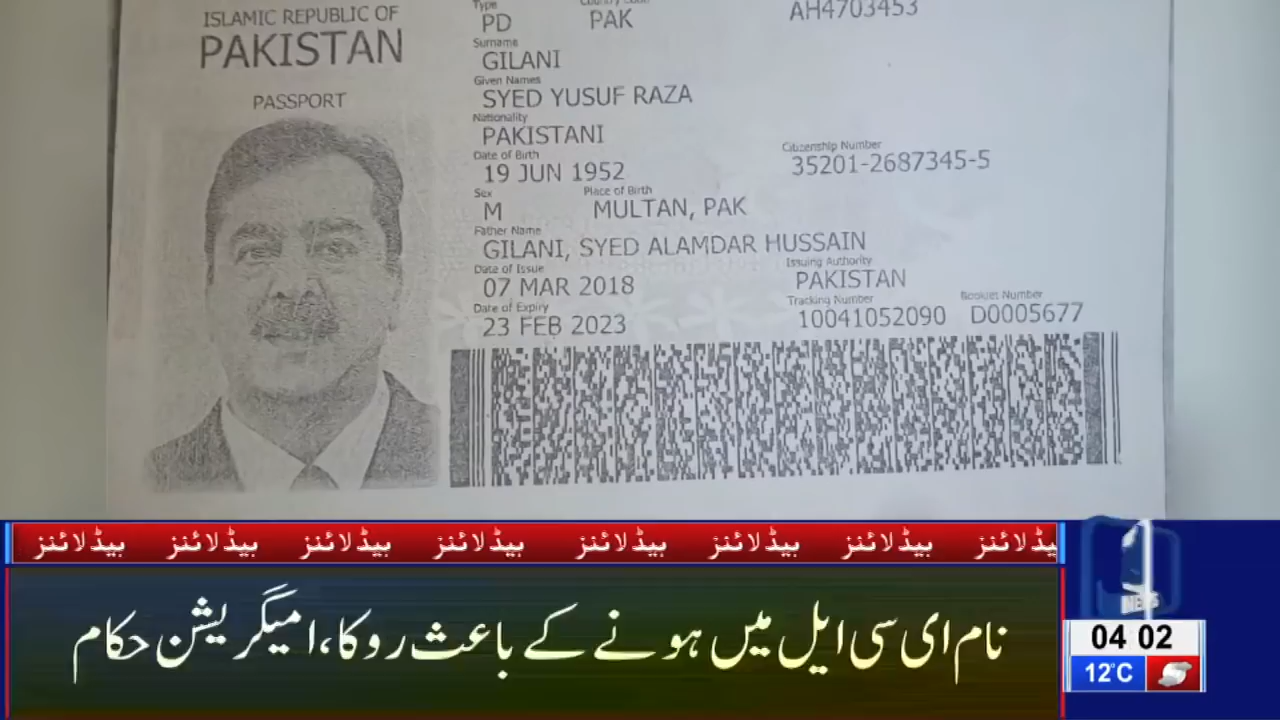 ISLAMIC REPUBLIC OF
PAKISTAN
PASSPORT
Type
PD
Country Code
PAK
AH4703453
Surname
GILANI
Given Names
SYED YUSUF RAZA
Nationality
PAKISTANI
Date of Birth
19 JUN 1952
Citizenship Number
35201-2687345-5
Sex
M
Place of Birth
MULTAN, PAK
Father Name
GILANI, SYED ALAMDAR HUSSAIN
Date of Issue
07 MAR 2018
Issuing Authority
PAKISTAN
Date of Expiry
23 FEB 2023
Tracking Number
10041052090
Booklet Number
D0005677
ہیڈلائنز ہیڈلائنز ہیڈلائنز ہیڈلائنز ہیڈلائنز ہیڈلائنز ہیڈلائنز ہیڈلائنز
نام ای سی ایل میں ہونے کے باعث روکا، امیگریشن حکام
1
NEWS
04 02
12°C